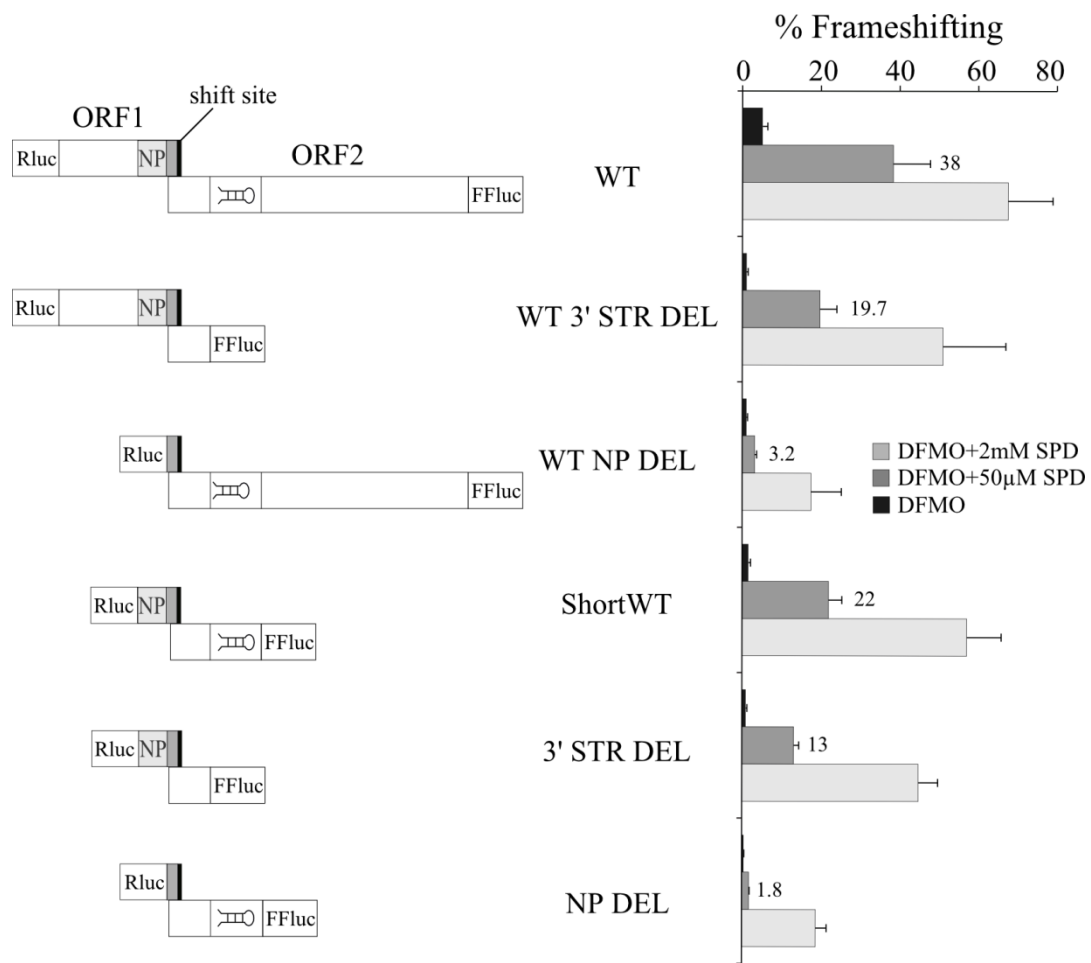 % Frameshifting
0 20 40 60 80
shift site
ORF1
Rluc NP
ORF2
FFluc
WT
38
Rluc NP
FFluc
WT 3' STR DEL
19.7
Rluc
FFluc
WT NP DEL
3.2
DFMO+2mM SPD
DFMO+50µM SPD
DFMO
Rluc NP
FFluc
ShortWT
22
Rluc NP
FFluc
3' STR DEL
13
Rluc
FFluc
NP DEL
1.8